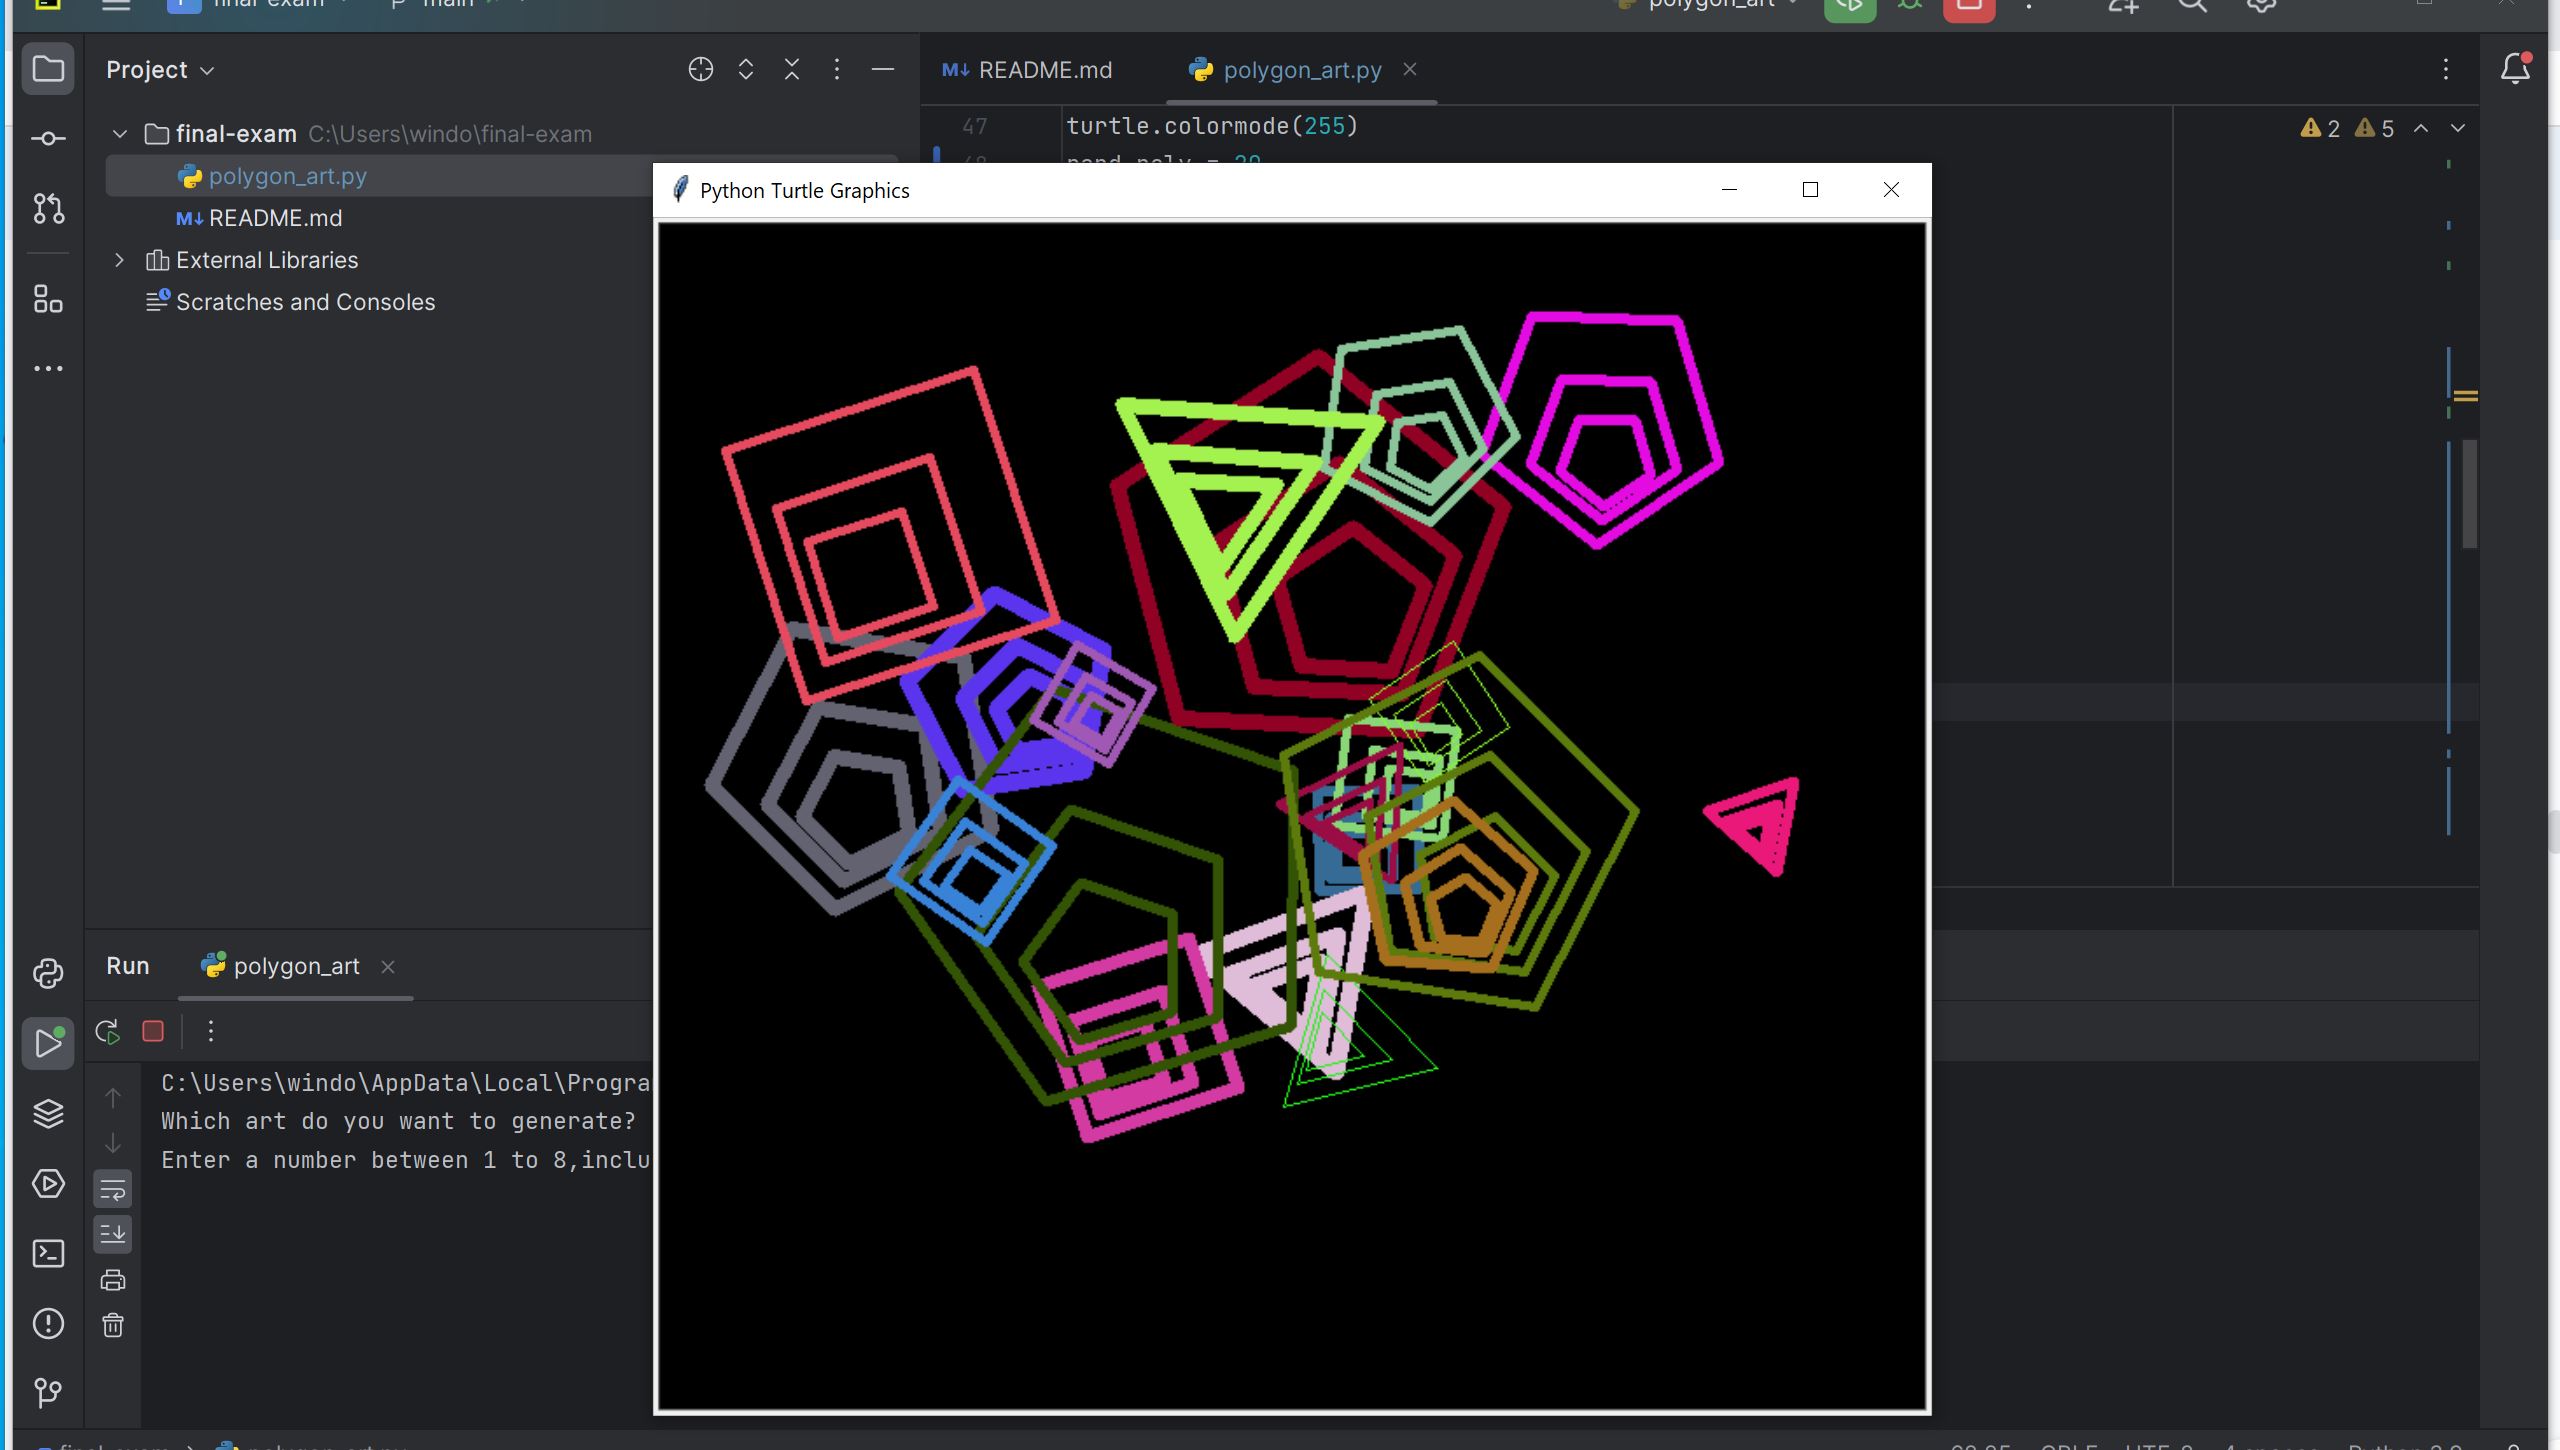 final-exam
main
polygon_art
Project
README.md
polygon_art.py
final-exam C:\Users\windo\final-exam
polygon_art.py
README.md
External Libraries
Scratches and Consoles
47 turtle.colormode(255)
2 5
Python Turtle Graphics
Run polygon_art
C:\Users\windo\AppData\Local\Progra
Which art do you want to generate?
Enter a number between 1 to 8,inclu